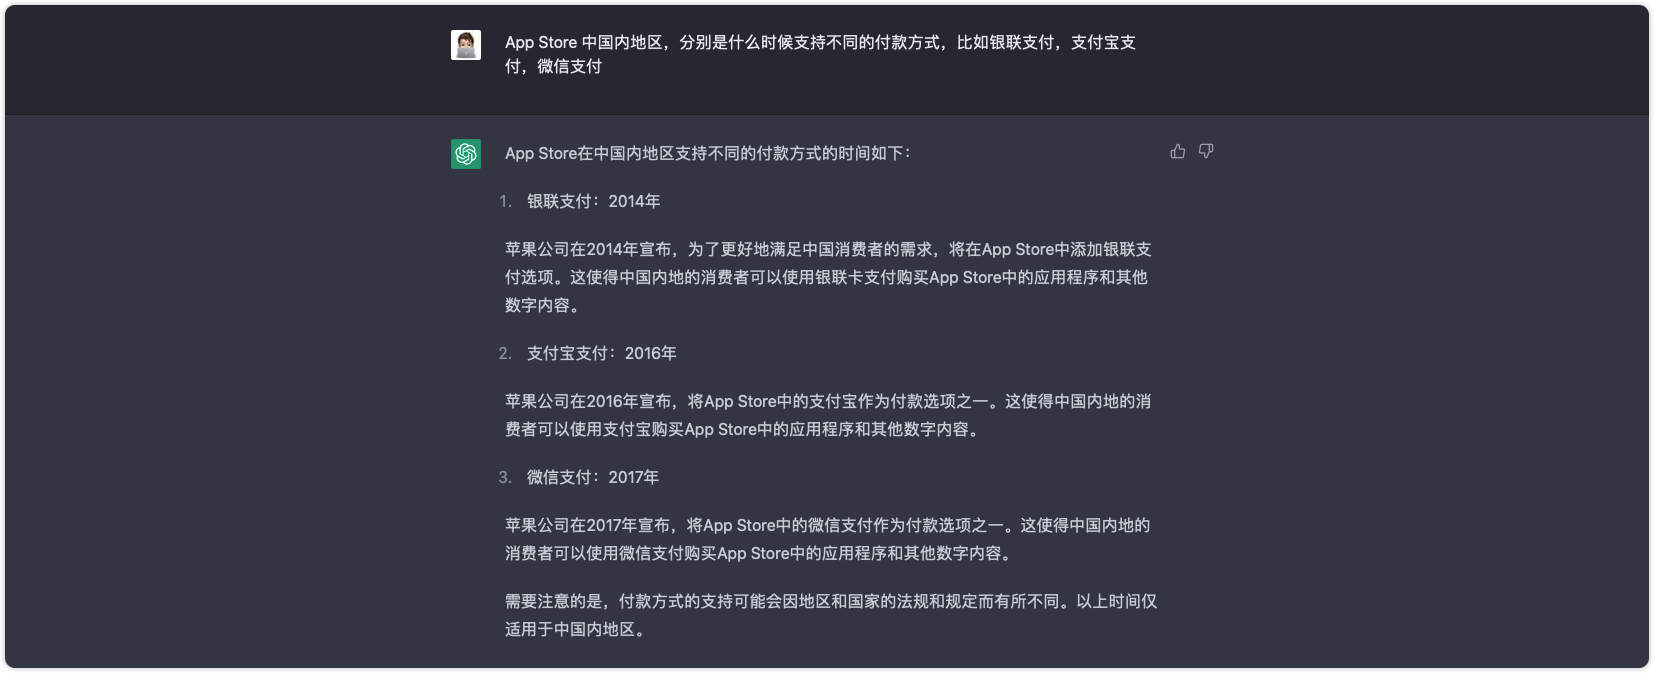 App Store 中国内地区，分别是什么时候支持不同的付款方式，比如银联支付，支付宝支
付，微信支付
App Store在中国内地区支持不同的付款方式的时间如下：
1. 银联支付：2014年
苹果公司在2014年宣布，为了更好地满足中国消费者的需求，将在App Store中添加银联支
付选项。这使得中国内地的消费者可以使用银联卡支付购买App Store中的应用程序和其他
数字内容。
2. 支付宝支付：2016年
苹果公司在2016年宣布，将App Store中的支付宝作为付款选项之一。这使得中国内地的消
费者可以使用支付宝购买App Store中的应用程序和其他数字内容。
3. 微信支付：2017年
苹果公司在2017年宣布，将App Store中的微信支付作为付款选项之一。这使得中国内地的
消费者可以使用微信支付购买App Store中的应用程序和其他数字内容。
需要注意的是，付款方式的支持可能会因地区和国家的法规和规定而有所不同。以上时间仅
适用于中国内地区。